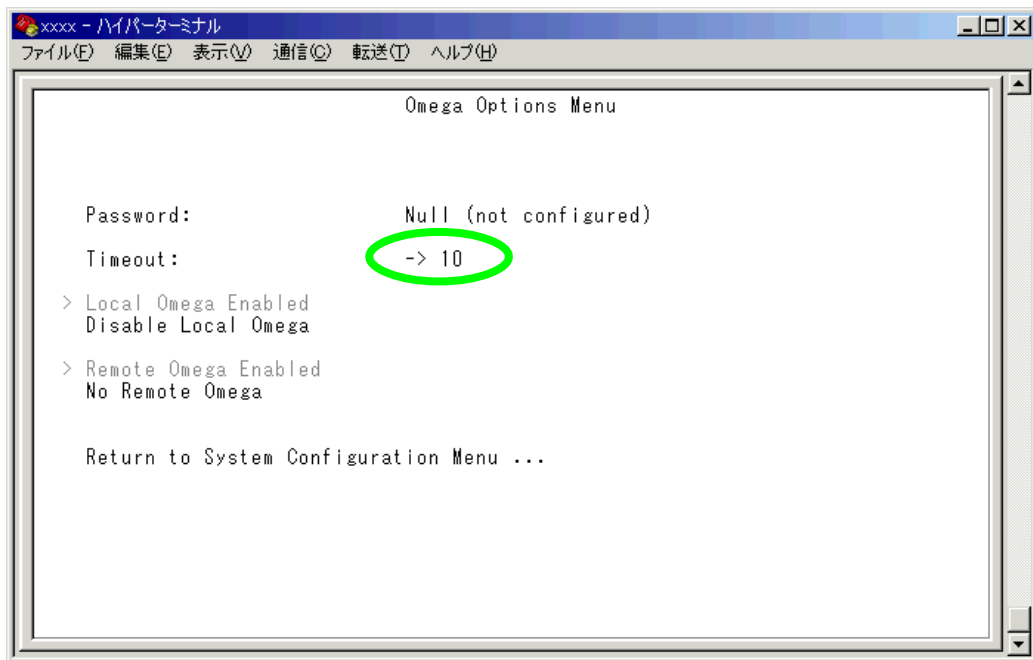 xxxx - ハイパーターミナル
ファイル(F) 編集(E) 表示(V) 通信(C) 転送(T) ヘルプ(H)
Omega Options Menu
Password: Null (not configured)
Timeout: -> 10
> Local Omega Enabled
Disable Local Omega
> Remote Omega Enabled
No Remote Omega
Return to System Configuration Menu ...